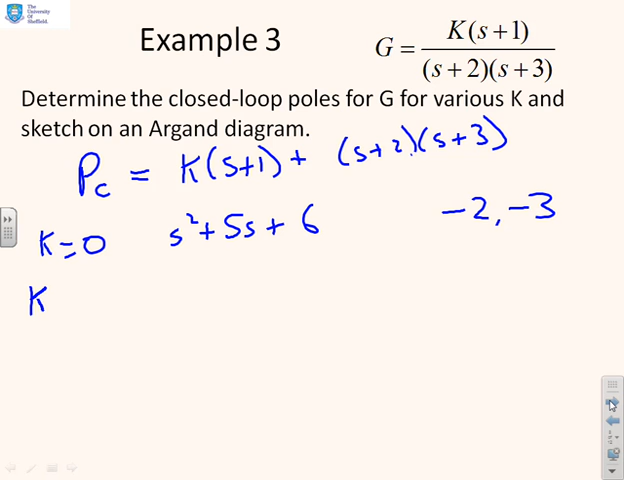 The
University
Of
Sheffield.
Example 3
G = K(s+1) / (s+2)(s+3)
Determine the closed-loop poles for G for various K and
sketch on an Argand diagram.
Pc = K(s+1) + (s+2)(s+3)
K=0 s²+5s+6 -2, -3
K